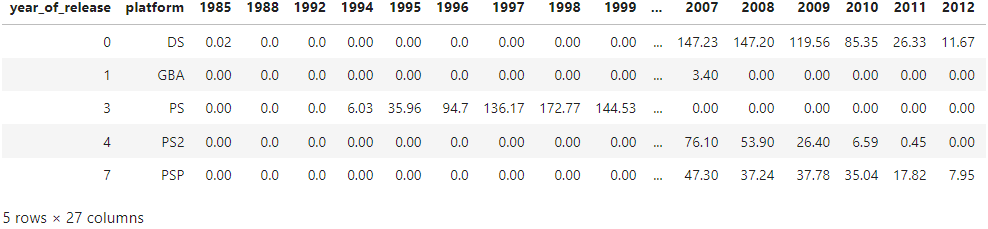 year_of_release platform 1985 1988 1992 1994 1995 1996 1997 1998 1999 ... 2007 2008 2009 2010 2011 2012
0 DS 0.02 0.0 0.0 0.00 0.00 0.0 0.00 0.00 0.00 ... 147.23 147.20 119.56 85.35 26.33 11.67
1 GBA 0.00 0.0 0.0 0.00 0.00 0.0 0.00 0.00 0.00 ... 3.40 0.00 0.00 0.00 0.00 0.00
3 PS 0.00 0.0 0.0 6.03 35.96 94.7 136.17 172.77 144.53 ... 0.00 0.00 0.00 0.00 0.00 0.00
4 PS2 0.00 0.0 0.0 0.00 0.00 0.0 0.00 0.00 0.00 ... 76.10 53.90 26.40 6.59 0.45 0.00
7 PSP 0.00 0.0 0.0 0.00 0.00 0.0 0.00 0.00 0.00 ... 47.30 37.24 37.78 35.04 17.82 7.95
5 rows × 27 columns